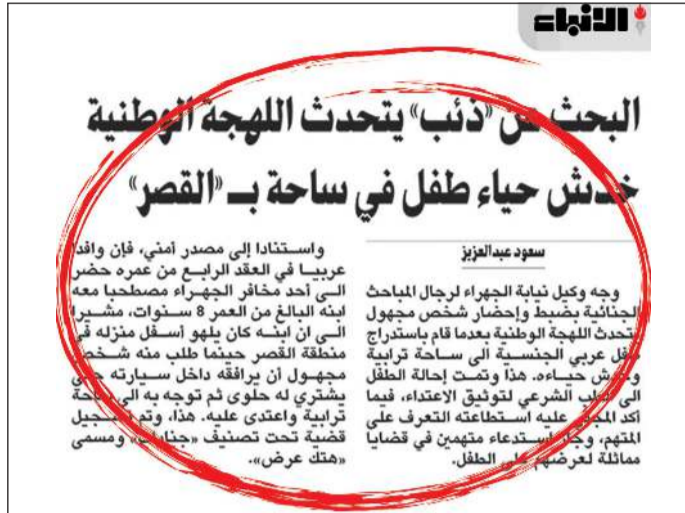 الأنباء
البحث عن «ذئب» يتحدث اللهجة الوطنية
خدش حياء طفل في ساحة بـ «القصر»
سعود عبدالعزيز
وجه وكيل نيابة الجهراء لرجال المباحث
الجنائية بضبط وإحضار شخص مجهول
يتحدث اللهجة الوطنية بعدما قام باستدراج
طفل عربي الجنسية الى ساحة ترابية
وخدش حياءه. هذا وتمت إحالة الطفل
الى الطب الشرعي لتوثيق الاعتداء، فيما
أكد المجني عليه استطاعته التعرف على
المتهم، وجار استدعاء متهمين في قضايا
مماثلة لعرضهم على الطفل.
واستنادا إلى مصدر أمني، فإن وافدا
عربيا في العقد الرابع من عمره حضر
الى أحد مخافر الجهراء مصطحبا معه
ابنه البالغ من العمر 8 سنوات، مشيرا
الى ان ابنه كان يلهو أسفل منزله في
منطقة القصر حينما طلب منه شخص
مجهول أن يرافقه داخل سيارته حتى
يشتري له حلوى ثم توجه به الى ساحة
ترابية واعتدى عليه. هذا، وتم تسجيل
قضية تحت تصنيف «جنايات» ومسمى
«هتك عرض».